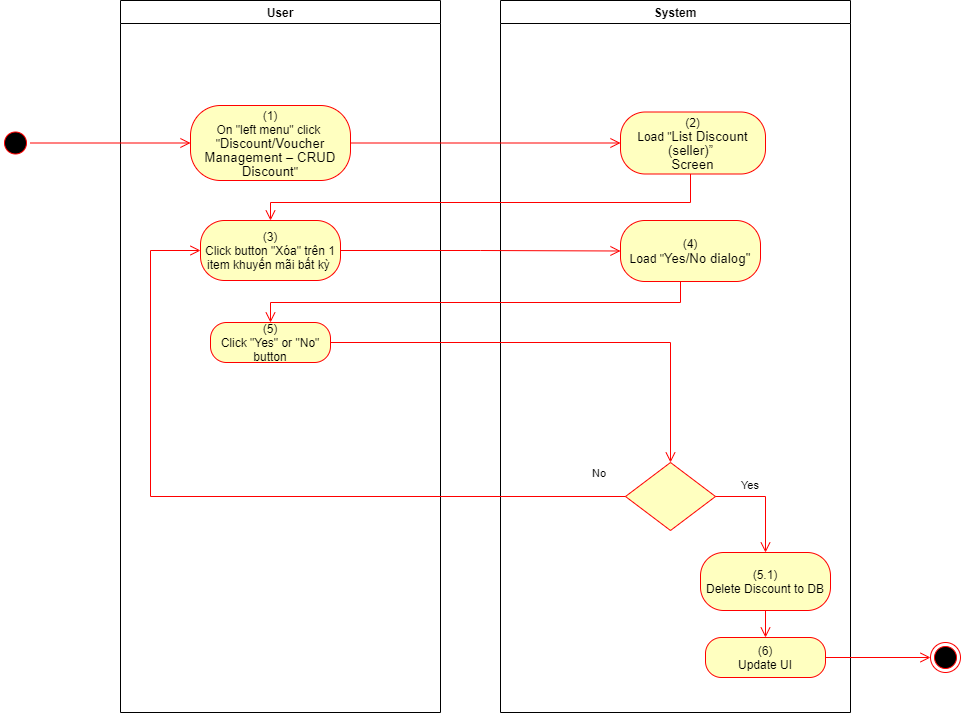 User
System
(1)
On "left menu" click
"Discount/Voucher
Management – CRUD
Discount"
(2)
Load "List Discount
(seller)”
Screen
(3)
Click button "Xóa" trên 1
item khuyến mãi bất kỳ
(4)
Load "Yes/No dialog"
(5)
Click "Yes" or "No"
button
No
Yes
(5.1)
Delete Discount to DB
(6)
Update UI